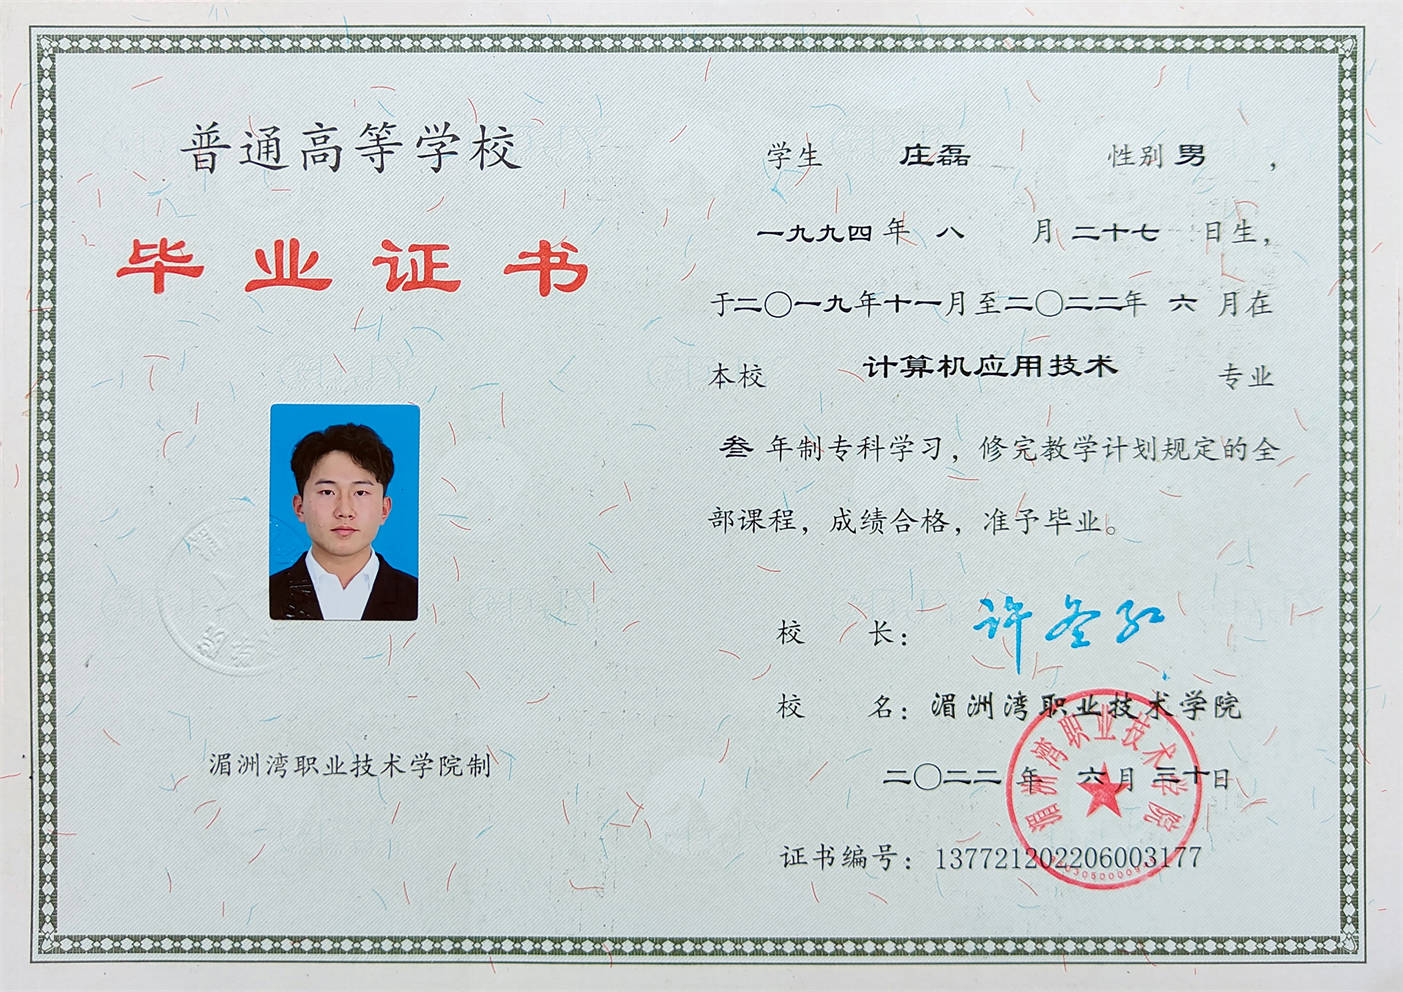 普通高等学校
毕业证书
湄洲湾职业技术学院制
学生 庄磊 性别 男，
一九九四年 八 月二十七 日生，
于二〇一九年十一月至二〇二二年 六 月在
本校 计算机应用技术 专业
叁 年制专科学习，修完教学计划规定的全
部课程，成绩合格，准予毕业。
校 长：许冬红
校 名：湄洲湾职业技术学院
二〇二二 年 六月 三十日
湄洲湾职业技术学院
证书编号：137721202206003177